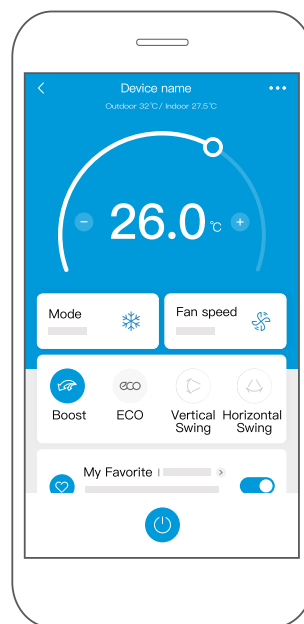 Device name
Outdoor 32℃/ Indoor 27.5℃
26.0 ℃
Mode
Fan speed
eco
Boost
ECO
Vertical Swing
Horizontal Swing
My Favorite